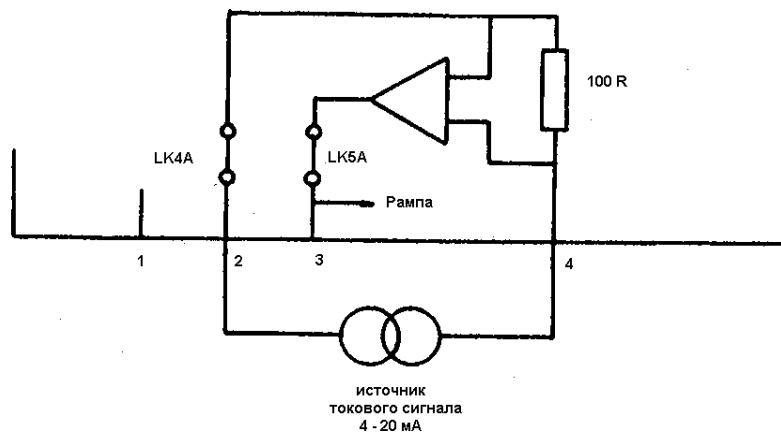 100 R
LK4A
LK5A
Рампа
1
2
3
4
источник
токового сигнала
4 - 20 мА